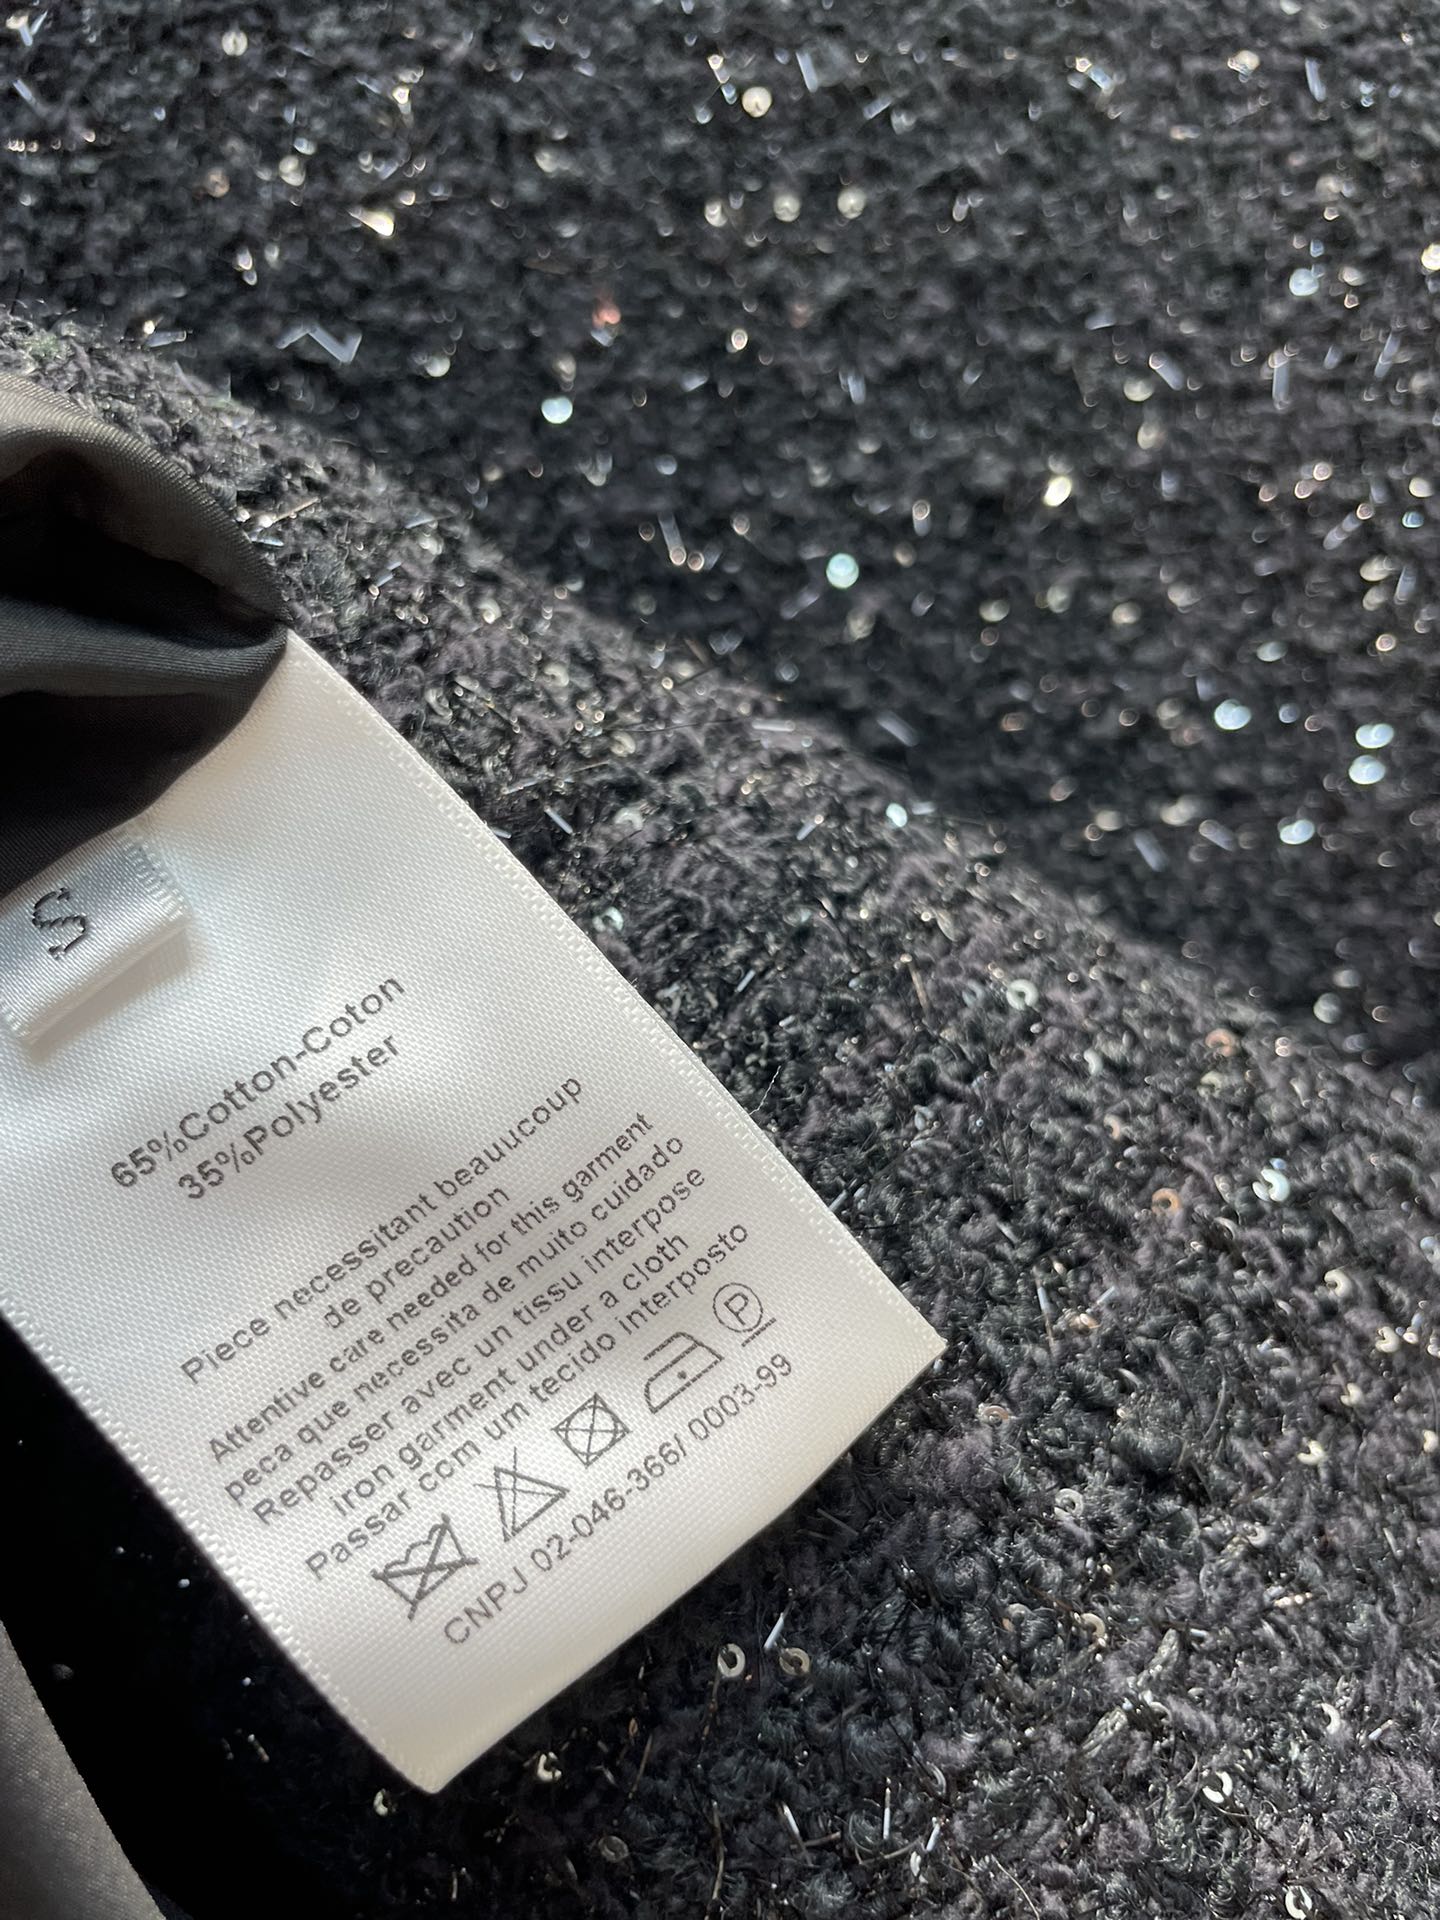 S
65%Cotton-Coton
35%Polyester
Piece necessitant beauucoup
de precaution
Attentive care needed for this garment
peca que necessita de muito cuidado
Repasser avec un tissu interpose
iron garment under a cloth
Passar com um tecido interposto
P
CNPJ 02-046-366/ 0003-99